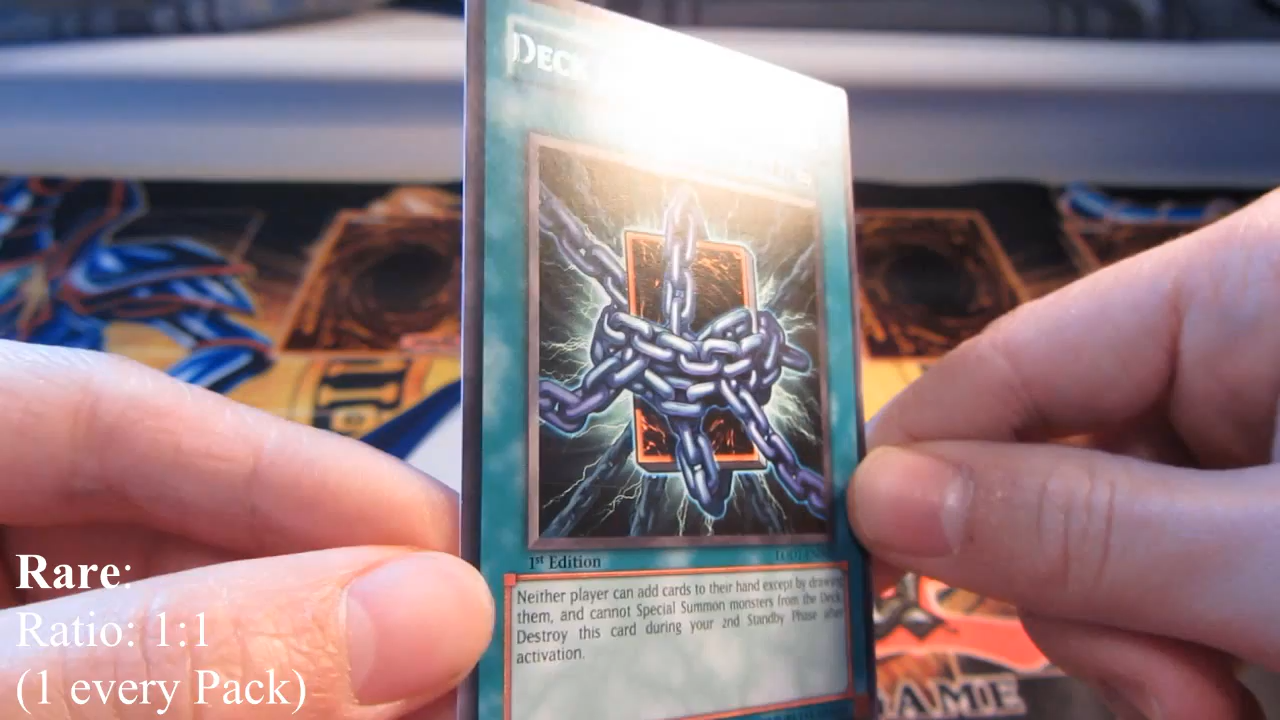 DECK
1st Edition
Neither player can add cards to their hand except by drawing
them, and cannot Special Summon monsters from the Deck.
Destroy this card during your 2nd Standby Phase after
activation.
Rare:
Ratio: 1:1
(1 every Pack)
GAME